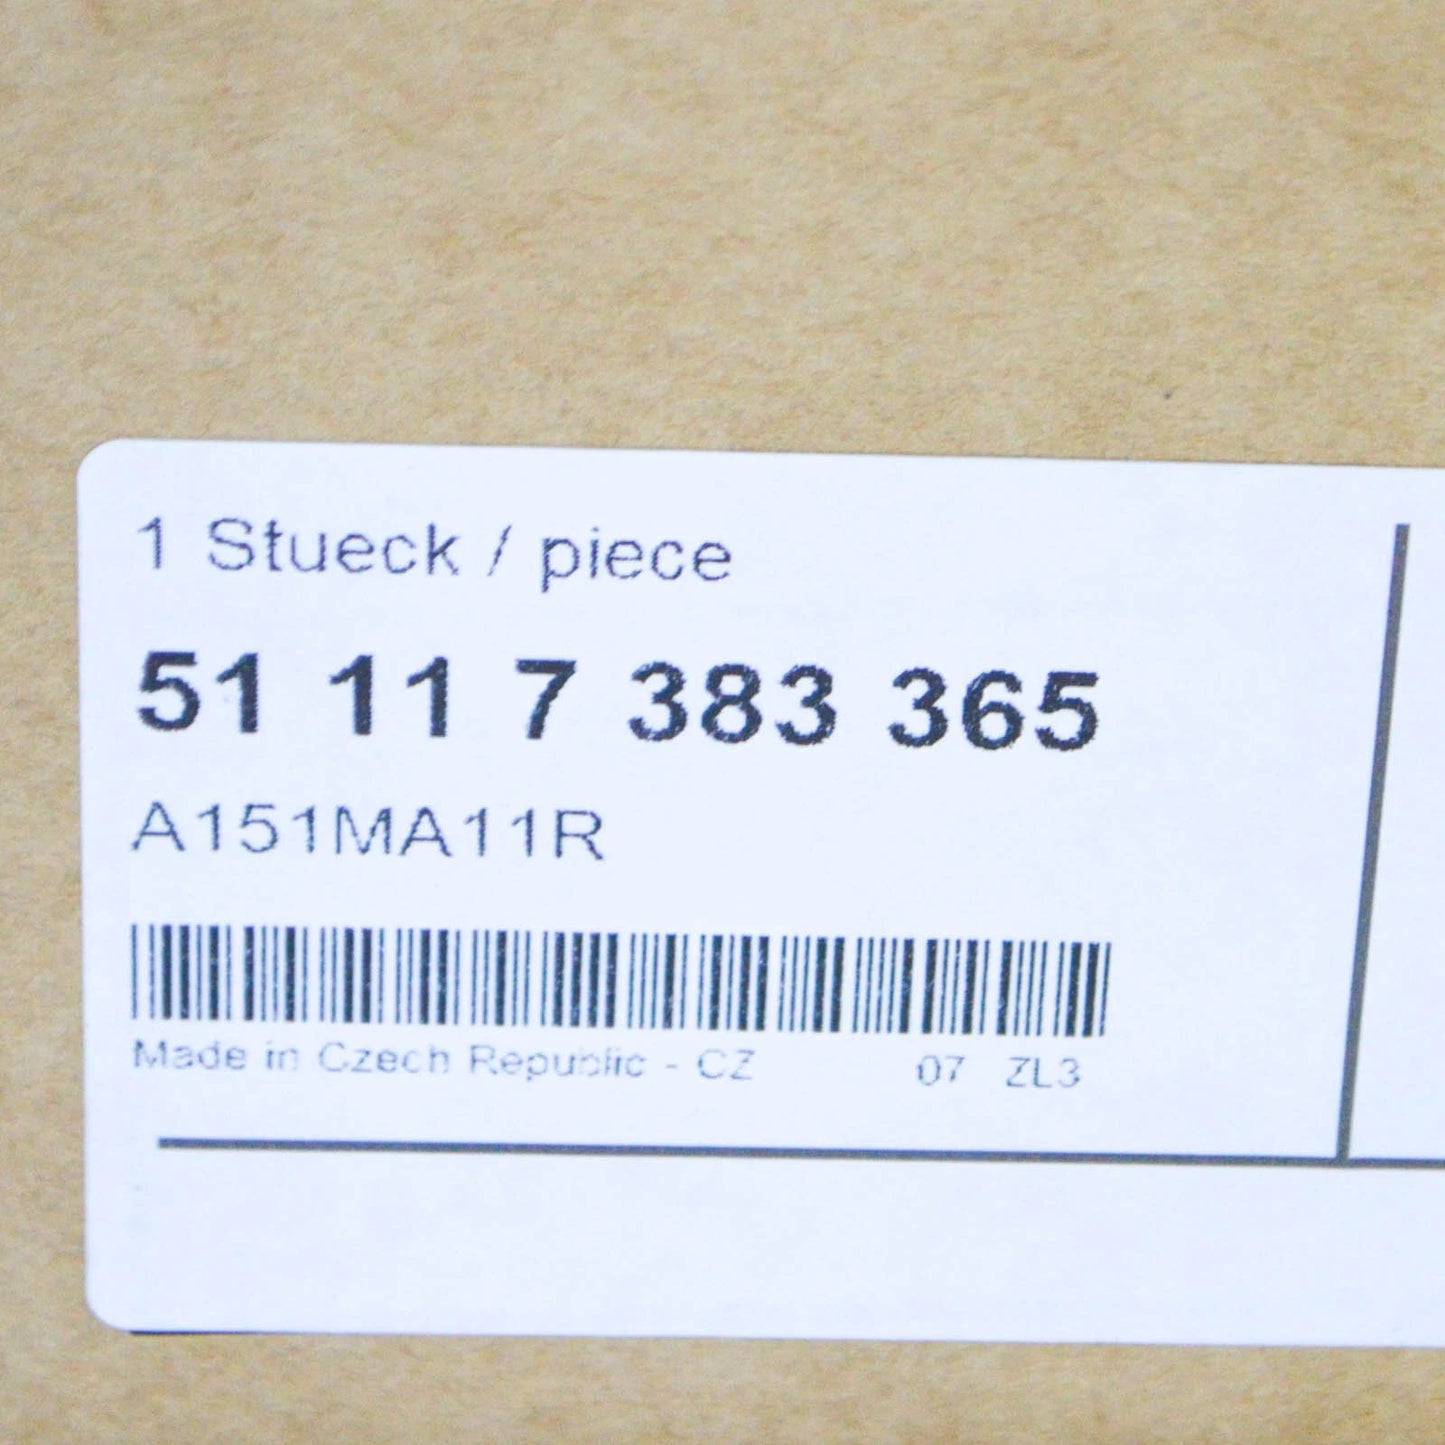 1 Stueck / piece
51 11 7 383 365
A151MA11R
Made in Czech Republic - CZ 07 ZL3